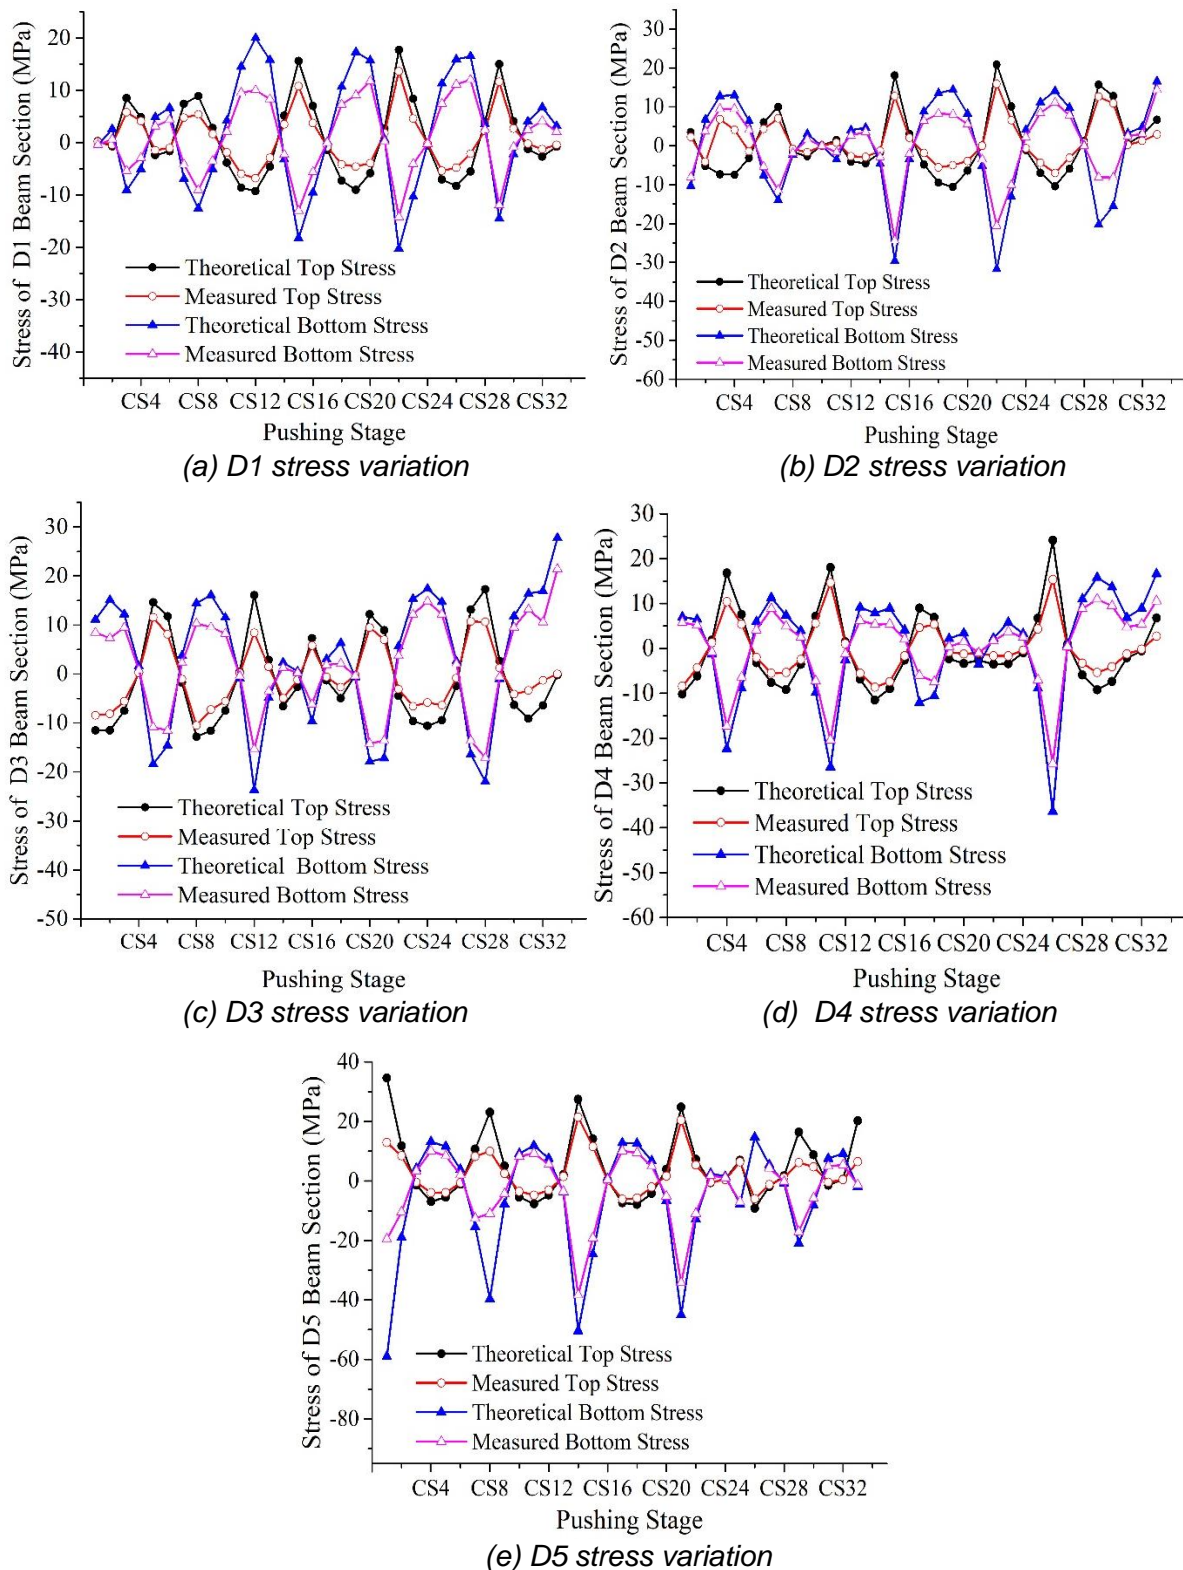 Stress of D1 Beam Section (MPa)
20
10
0
-10
-20
-30
-40
Theoretical Top Stress
Measured Top Stress
Theoretical Bottom Stress
Measured Bottom Stress
CS4 CS8 CS12 CS16 CS20 CS24 CS28 CS32
Pushing Stage
(a) D1 stress variation
Stress of D2 Beam Section (MPa)
30
20
10
0
-10
-20
-30
-40
-50
-60
Theoretical Top Stress
Measured Top Stress
Theoretical Bottom Stress
Measured Bottom Stress
CS4 CS8 CS12 CS16 CS20 CS24 CS28 CS32
Pushing Stage
(b) D2 stress variation
Stress of D3 Beam Section (MPa)
30
20
10
0
-10
-20
-30
-40
-50
Theoretical Top Stress
Measured Top Stress
Theoretical Bottom Stress
Measured Bottom Stress
CS4 CS8 CS12 CS16 CS20 CS24 CS28 CS32
Pushing Stage
(c) D3 stress variation
Stress of D4 Beam Section (MPa)
30
20
10
0
-10
-20
-30
-40
-50
-60
Theoretical Top Stress
Measured Top Stress
Theoretical Bottom Stress
Measured Bottom Stress
CS4 CS8 CS12 CS16 CS20 CS24 CS28 CS32
Pushing Stage
(d) D4 stress variation
Stress of D5 Beam Section (MPa)
40
20
0
-20
-40
-60
-80
Theoretical Top Stress
Measured Top Stress
Theoretical Bottom Stress
Measured Bottom Stress
CS4 CS8 CS12 CS16 CS20 CS24 CS28 CS32
Pushing Stage
(e) D5 stress variation